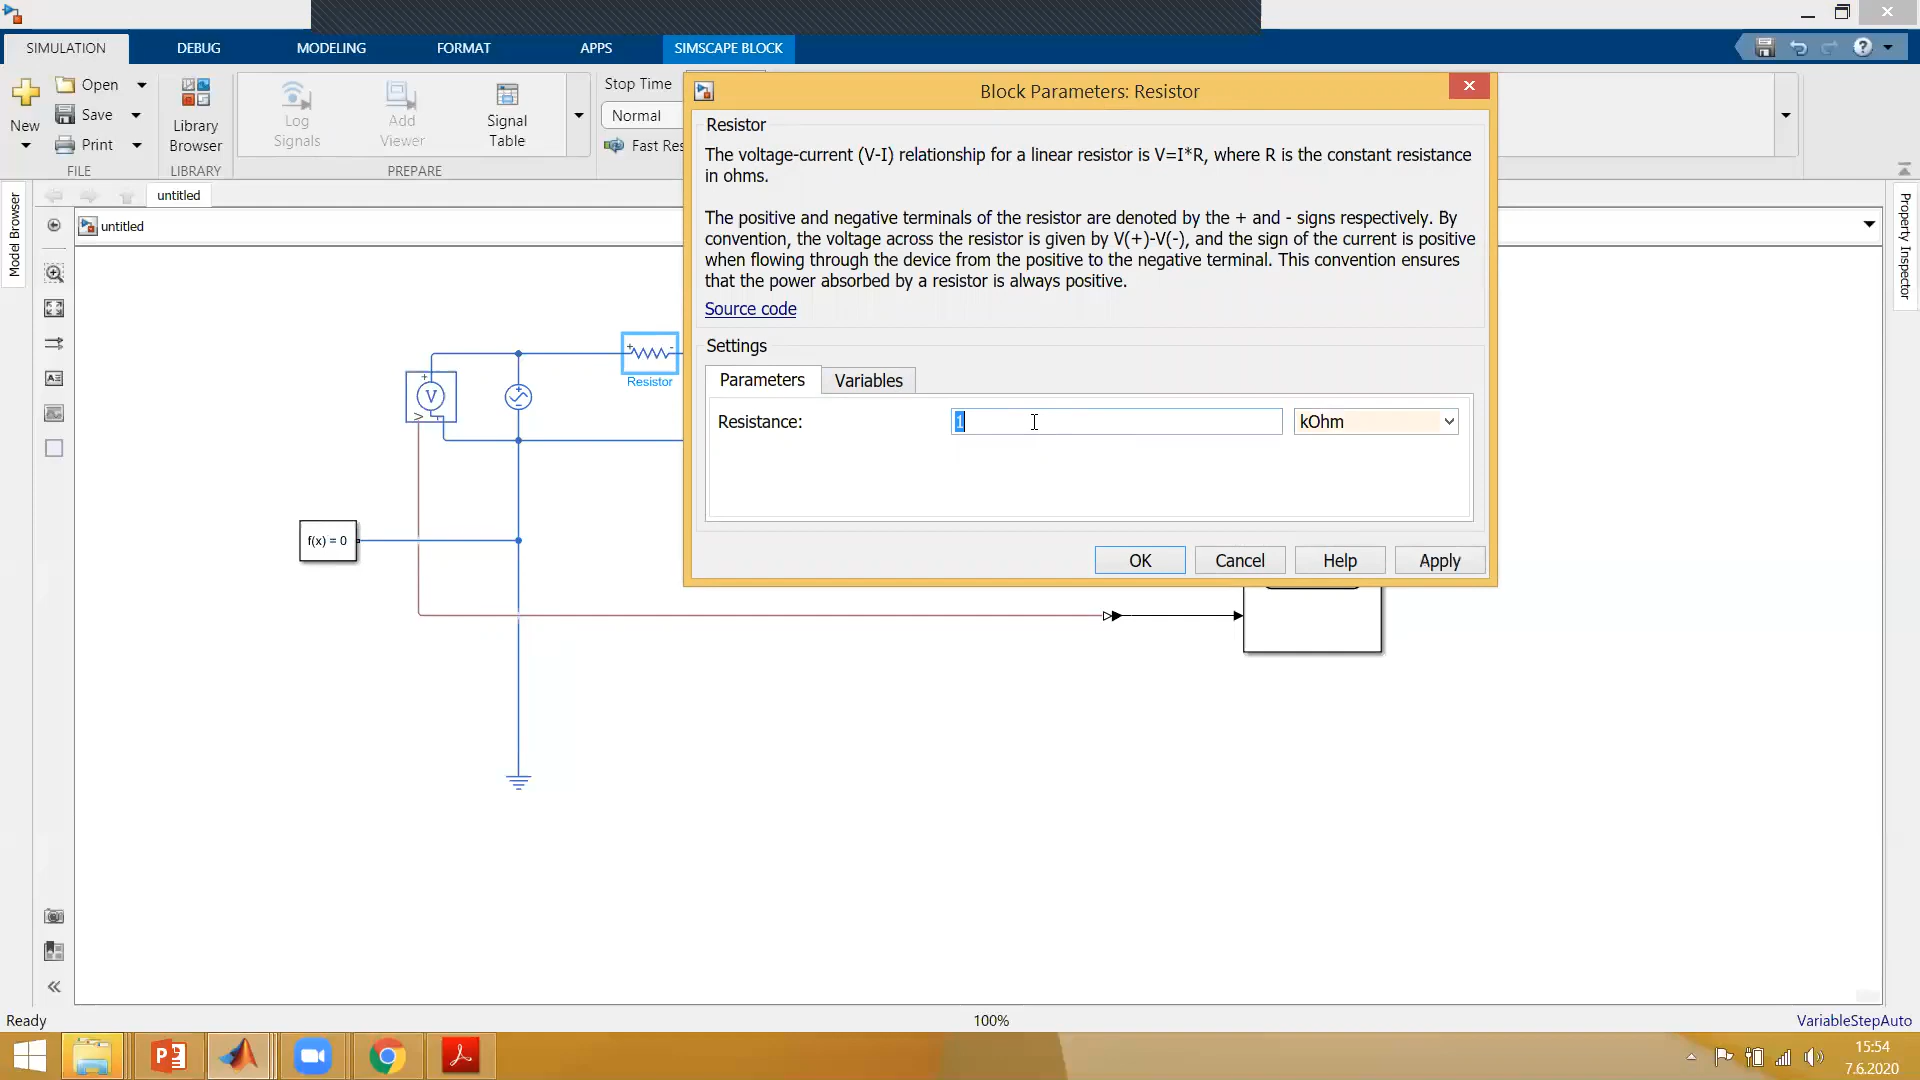 SIMULATION
DEBUG
MODELING
FORMAT
APPS
SIMSCAPE BLOCK
New
Open
Save
Print
FILE
Library
Browser
LIBRARY
Log
Signals
Add
Viewer
Signal
Table
PREPARE
Stop Time
Normal
Fast Res
Model Browser
untitled
untitled
Property Inspector
Block Parameters: Resistor
Resistor
The voltage-current (V-I) relationship for a linear resistor is V=I*R, where R is the constant resistance
in ohms.
The positive and negative terminals of the resistor are denoted by the + and - signs respectively. By
convention, the voltage across the resistor is given by V(+)-V(-), and the sign of the current is positive
when flowing through the device from the positive to the negative terminal. This convention ensures
that the power absorbed by a resistor is always positive.
Source code
Settings
Parameters
Variables
Resistance:
1
kOhm
OK
Cancel
Help
Apply
+ -
Resistor
+
V
V
f(x) = 0
Ready
100%
VariableStepAuto
15:54
7.6.2020